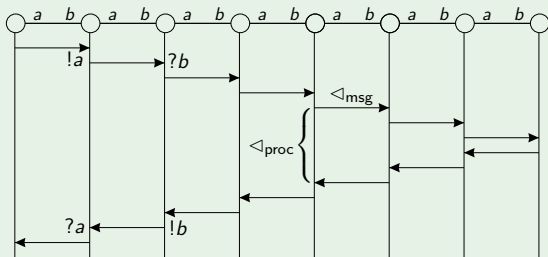 a b a b a b a b a b a b a b
!a ?b ◁msg
◁proc
?a !b